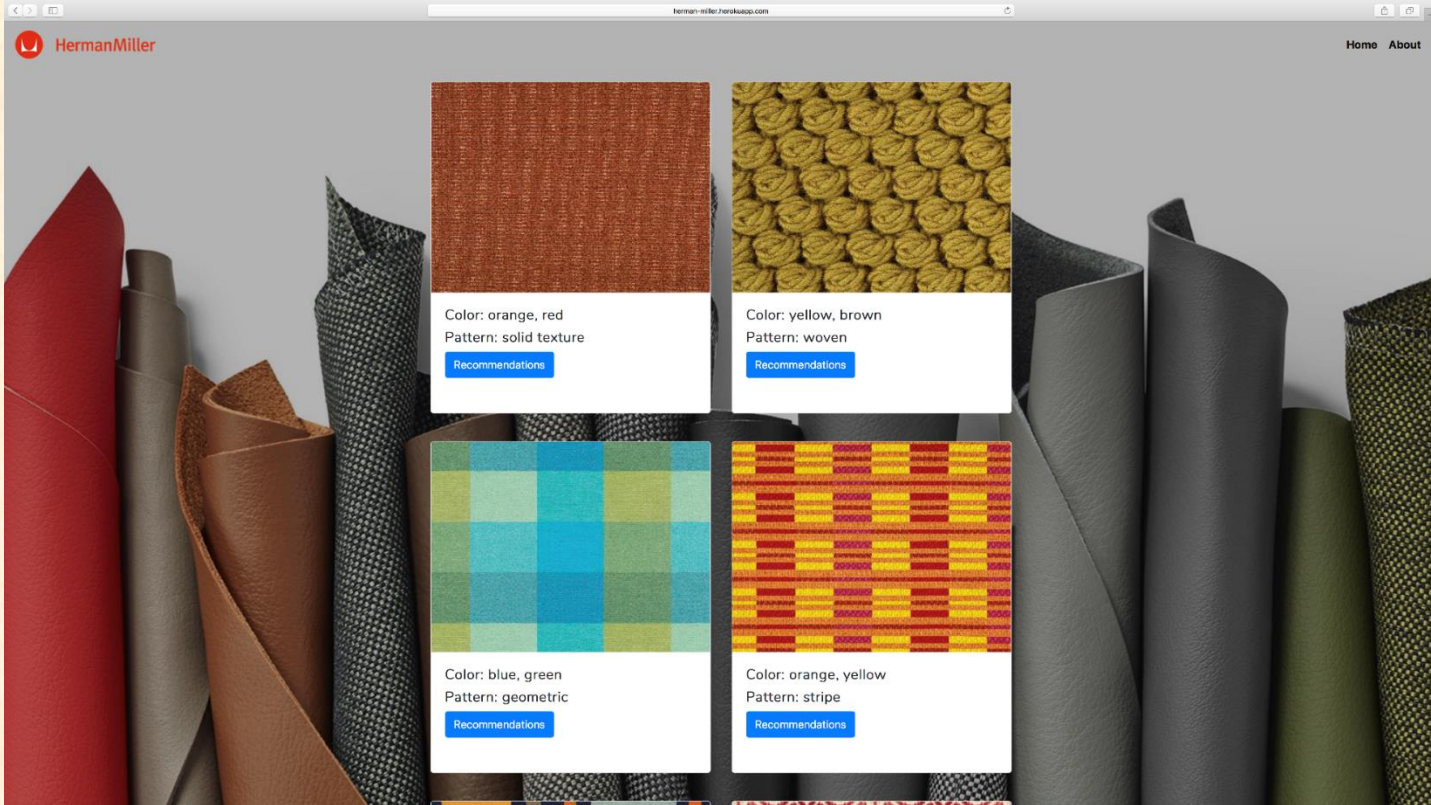 herman-miller.herokuapp.com
HermanMiller
Home About
Color: orange, red
Pattern: solid texture
Recommendations
Color: yellow, brown
Pattern: woven
Recommendations
Color: blue, green
Pattern: geometric
Recommendations
Color: orange, yellow
Pattern: stripe
Recommendations